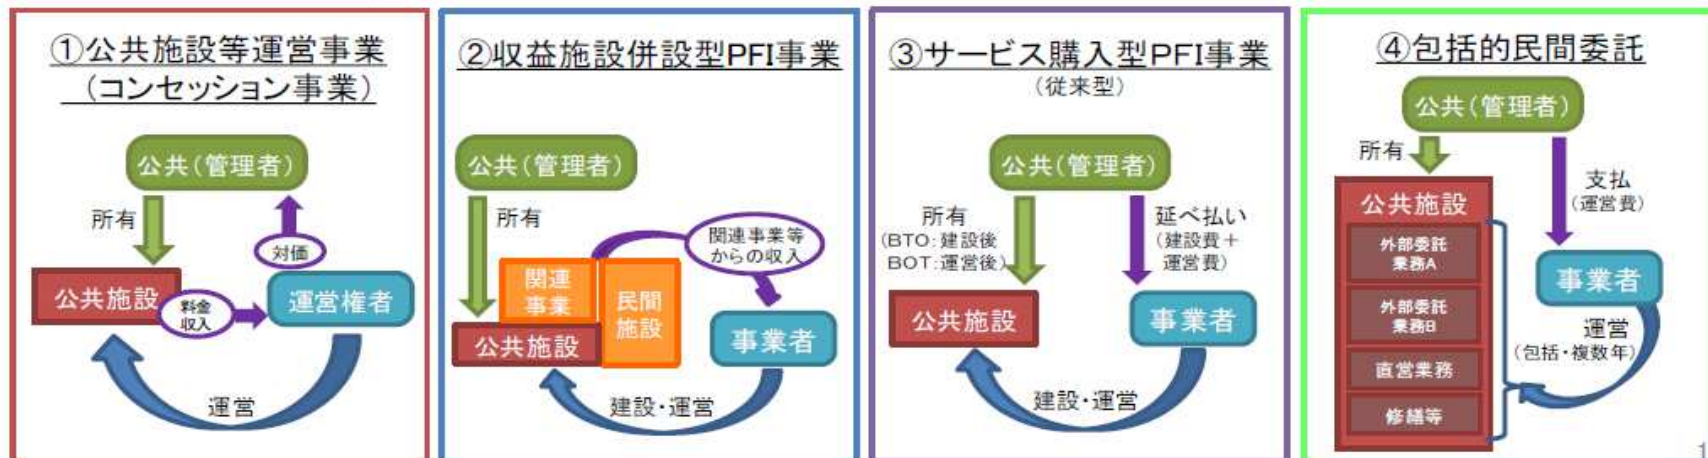 ①公共施設等運営事業
(コンセッション事業)
公共(管理者)
所有
対価
公共施設
料金
収入
運営権者
運営
②収益施設併設型PFI事業
公共(管理者)
所有
関連事業等
からの収入
関連
事業
民間
施設
公共施設
事業者
建設・運営
③サービス購入型PFI事業
(従来型)
公共(管理者)
所有
(BTO:建設後
BOT:運営後)
延べ払い
(建設費+
運営費)
公共施設
事業者
建設・運営
④包括的民間委託
公共(管理者)
所有
支払
(運営費)
公共施設
外部委託
業務A
外部委託
業務B
直営業務
修繕等
事業者
運営
(包括・複数年)
1